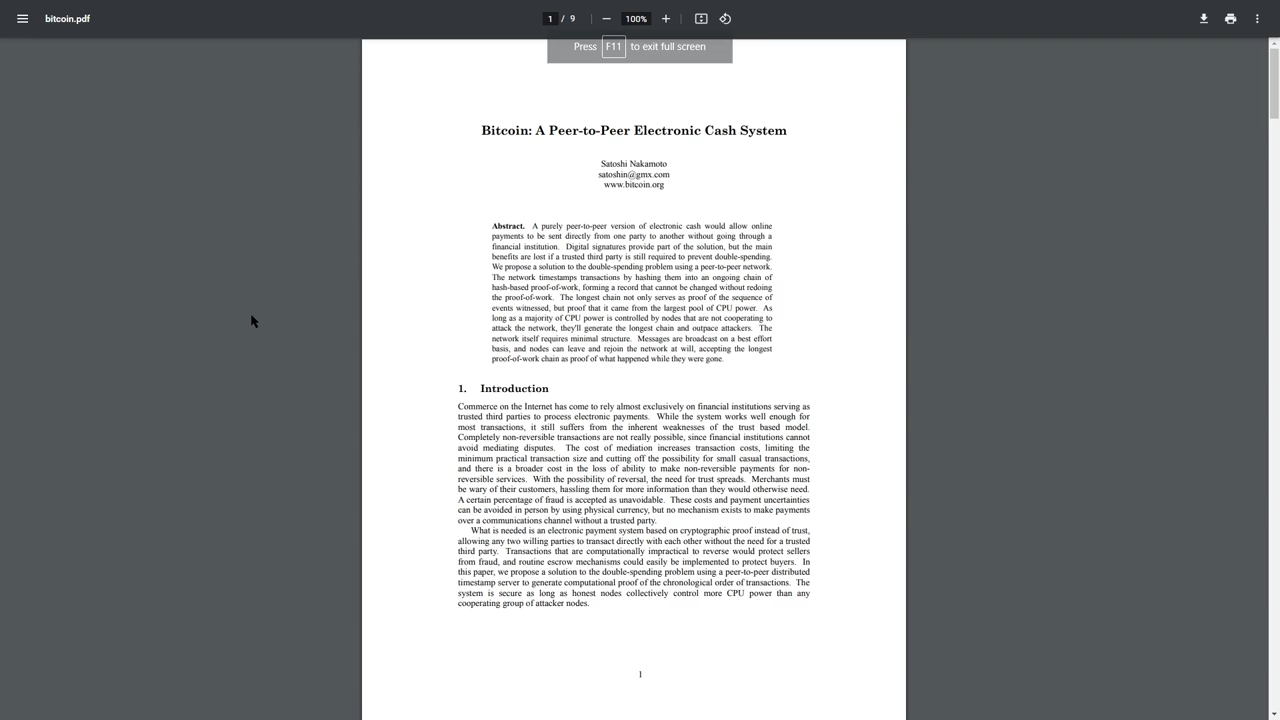 bitcoin.pdf
1 / 9
100%
Press F11 to exit full screen
Bitcoin: A Peer-to-Peer Electronic Cash System
Satoshi Nakamoto
satoshin@gmx.com
www.bitcoin.org
Abstract. A purely peer-to-peer version of electronic cash would allow online
payments to be sent directly from one party to another without going through a
financial institution. Digital signatures provide part of the solution, but the main
benefits are lost if a trusted third party is still required to prevent double-spending.
We propose a solution to the double-spending problem using a peer-to-peer network.
The network timestamps transactions by hashing them into an ongoing chain of
hash-based proof-of-work, forming a record that cannot be changed without redoing
the proof-of-work. The longest chain not only serves as proof of the sequence of
events witnessed, but proof that it came from the largest pool of CPU power. As
long as a majority of CPU power is controlled by nodes that are not cooperating to
attack the network, they'll generate the longest chain and outpace attackers. The
network itself requires minimal structure. Messages are broadcast on a best effort
basis, and nodes can leave and rejoin the network at will, accepting the longest
proof-of-work chain as proof of what happened while they were gone.
1. Introduction
Commerce on the Internet has come to rely almost exclusively on financial institutions serving as
trusted third parties to process electronic payments. While the system works well enough for
most transactions, it still suffers from the inherent weaknesses of the trust based model.
Completely non-reversible transactions are not really possible, since financial institutions cannot
avoid mediating disputes. The cost of mediation increases transaction costs, limiting the
minimum practical transaction size and cutting off the possibility for small casual transactions,
and there is a broader cost in the loss of ability to make non-reversible payments for non-
reversible services. With the possibility of reversal, the need for trust spreads. Merchants must
be wary of their customers, hassling them for more information than they would otherwise need.
A certain percentage of fraud is accepted as unavoidable. These costs and payment uncertainties
can be avoided in person by using physical currency, but no mechanism exists to make payments
over a communications channel without a trusted party.
What is needed is an electronic payment system based on cryptographic proof instead of trust,
allowing any two willing parties to transact directly with each other without the need for a trusted
third party. Transactions that are computationally impractical to reverse would protect sellers
from fraud, and routine escrow mechanisms could easily be implemented to protect buyers. In
this paper, we propose a solution to the double-spending problem using a peer-to-peer distributed
timestamp server to generate computational proof of the chronological order of transactions. The
system is secure as long as honest nodes collectively control more CPU power than any
cooperating group of attacker nodes.
1